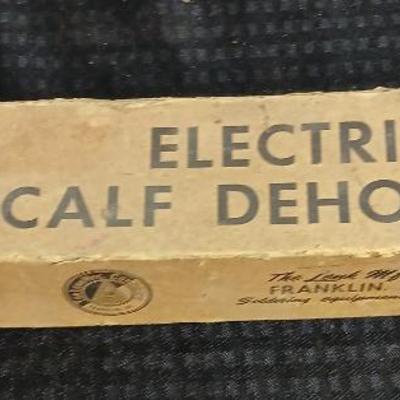 ELECTRI
CALF DEHO
The Lenk Mf
FRANKLIN
Soldering equipment